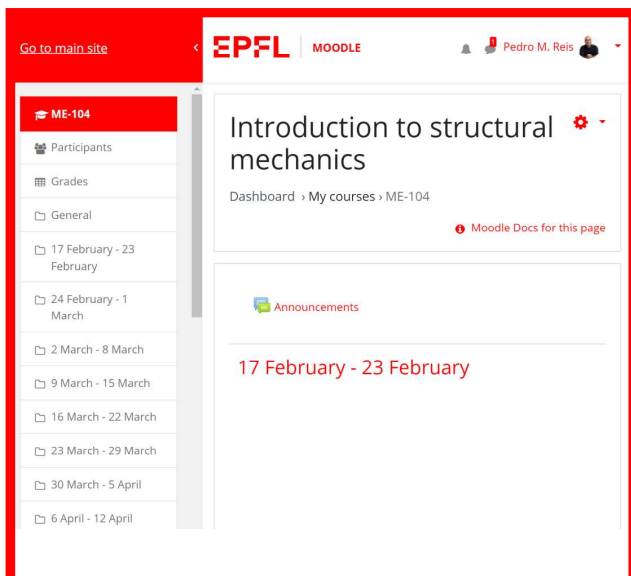 Go to main site
EPFL MOODLE
1
Pedro M. Reis
ME-104
Participants
Grades
General
17 February - 23
February
24 February - 1
March
2 March - 8 March
9 March - 15 March
16 March - 22 March
23 March - 29 March
30 March - 5 April
6 April - 12 April
Introduction to structural
mechanics
Dashboard › My courses › ME-104
Moodle Docs for this page
Announcements
17 February - 23 February